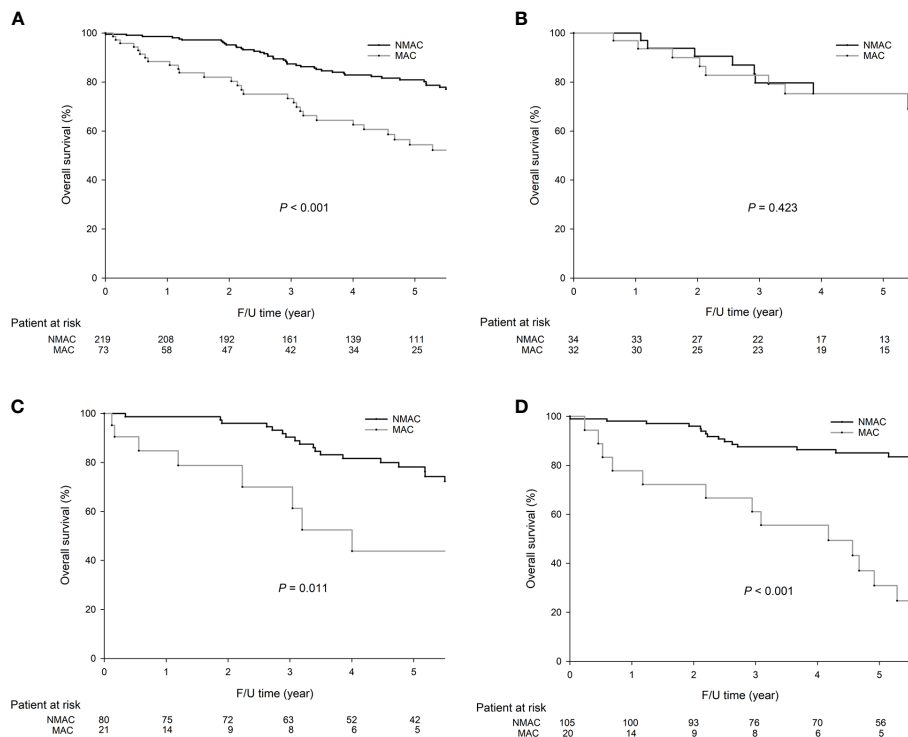 A
100
80
60
40
20
0
Overall survival (%)
NMAC
MAC
P < 0.001
0 1 2 3 4 5
F/U time (year)
Patient at risk
NMAC 219 208 192 161 139 111
MAC 73 58 47 42 34 25
B
100
80
60
40
20
0
Overall survival (%)
NMAC
MAC
P = 0.423
0 1 2 3 4 5
F/U time (year)
Patient at risk
NMAC 34 33 27 22 17 13
MAC 32 30 25 23 19 15
C
100
80
60
40
20
0
Overall survival (%)
NMAC
MAC
P = 0.011
0 1 2 3 4 5
F/U time (year)
Patient at risk
NMAC 80 75 72 63 52 42
MAC 21 14 9 8 6 5
D
100
80
60
40
20
0
Overall survival (%)
NMAC
MAC
P < 0.001
0 1 2 3 4 5
F/U time (year)
Patient at risk
NMAC 105 100 93 76 70 56
MAC 20 14 9 8 6 5